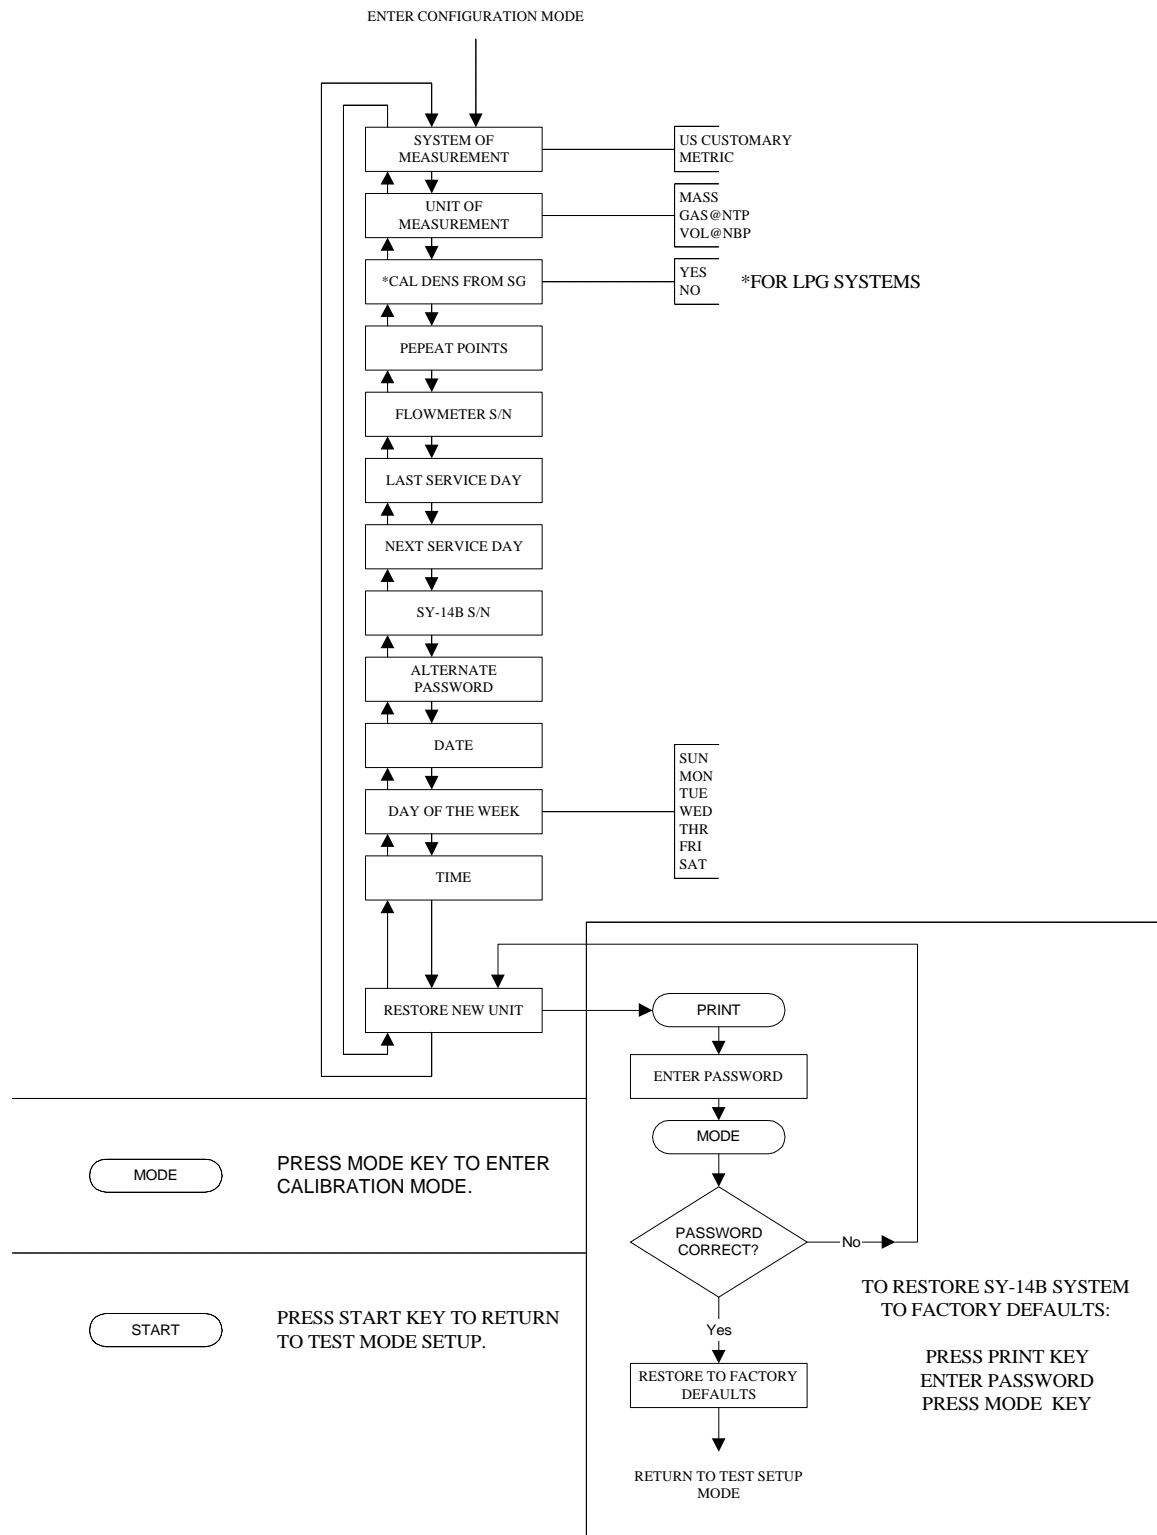 ENTER CONFIGURATION MODE
SYSTEM OF
MEASUREMENT
US CUSTOMARY
METRIC
UNIT OF
MEASUREMENT
MASS
GAS@NTP
VOL@NBP
*CAL DENS FROM SG
YES
NO
*FOR LPG SYSTEMS
PEPEAT POINTS
FLOWMETER S/N
LAST SERVICE DAY
NEXT SERVICE DAY
SY-14B S/N
ALTERNATE
PASSWORD
DATE
DAY OF THE WEEK
SUN
MON
TUE
WED
THR
FRI
SAT
TIME
RESTORE NEW UNIT
PRINT
ENTER PASSWORD
MODE
PASSWORD
CORRECT?
No
Yes
RESTORE TO FACTORY
DEFAULTS
RETURN TO TEST SETUP
MODE
TO RESTORE SY-14B SYSTEM
TO FACTORY DEFAULTS:
PRESS PRINT KEY
ENTER PASSWORD
PRESS MODE KEY
MODE
PRESS MODE KEY TO ENTER
CALIBRATION MODE.
START
PRESS START KEY TO RETURN
TO TEST MODE SETUP.